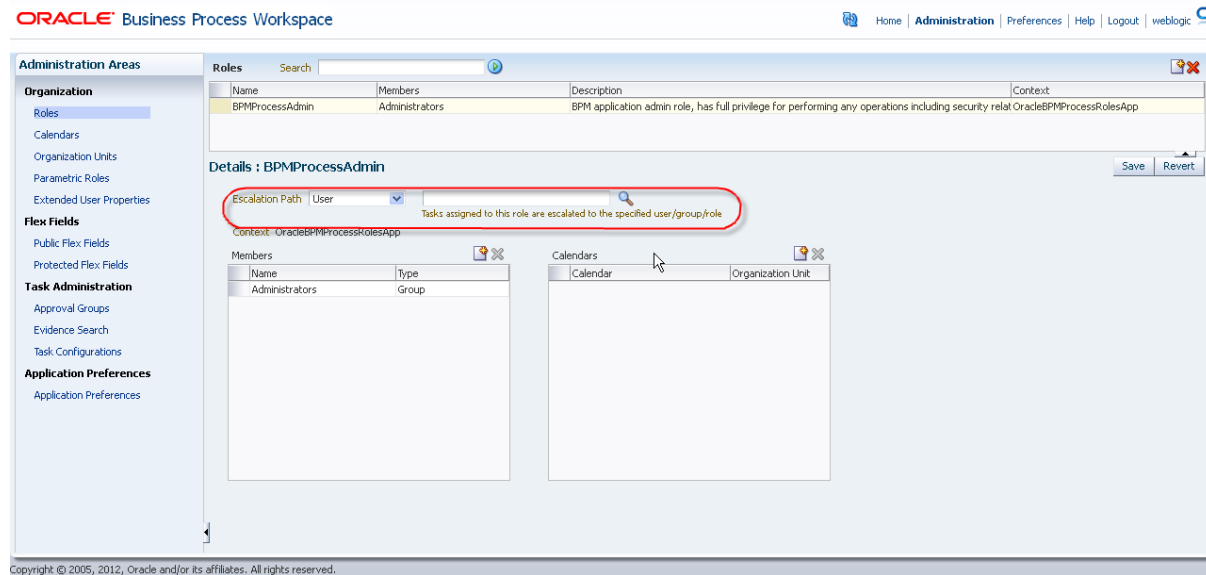 ORACLE Business Process Workspace
Home | Administration | Preferences | Help | Logout | weblogic
Administration Areas
Organization
Roles
Calendars
Organization Units
Parametric Roles
Extended User Properties
Flex Fields
Public Flex Fields
Protected Flex Fields
Task Administration
Approval Groups
Evidence Search
Task Configurations
Application Preferences
Application Preferences
Roles Search
Name Members Description Context
BPMProcessAdmin Administrators BPM application admin role, has full privilege for performing any operations including security relat OracleBPMProcessRolesApp
Details : BPMProcessAdmin
Save Revert
Escalation Path User
Tasks assigned to this role are escalated to the specified user/group/role
Context OracleBPMProcessRolesApp
Members
Name Type
Administrators Group
Calendars
Calendar Organization Unit
Copyright © 2005, 2012, Oracle and/or its affiliates. All rights reserved.